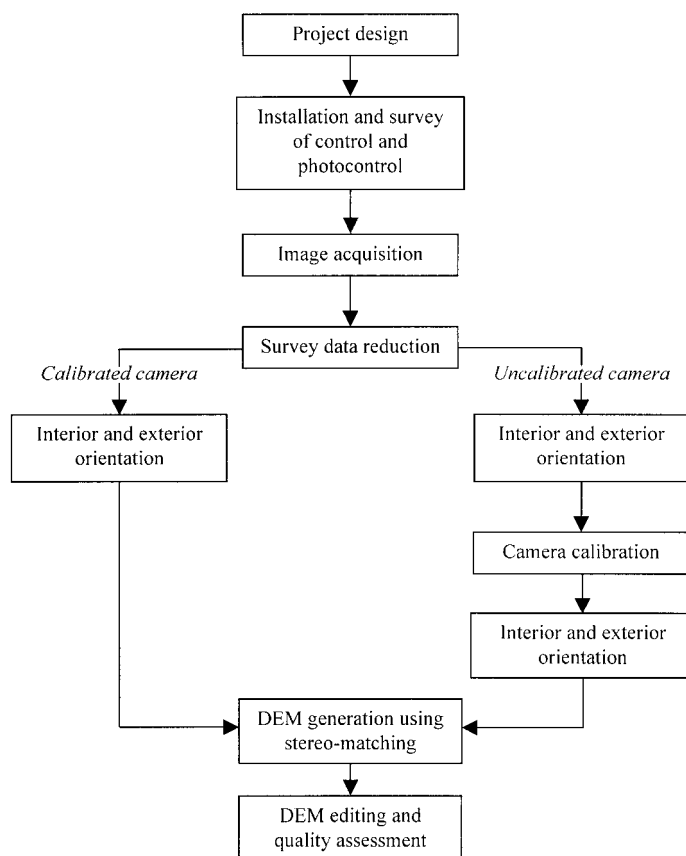 Project design
Installation and survey
of control and
photocontrol
Image acquisition
Survey data reduction
Calibrated camera
Uncalibrated camera
Interior and exterior
orientation
Interior and exterior
orientation
Camera calibration
Interior and exterior
orientation
DEM generation using
stereo-matching
DEM editing and
quality assessment